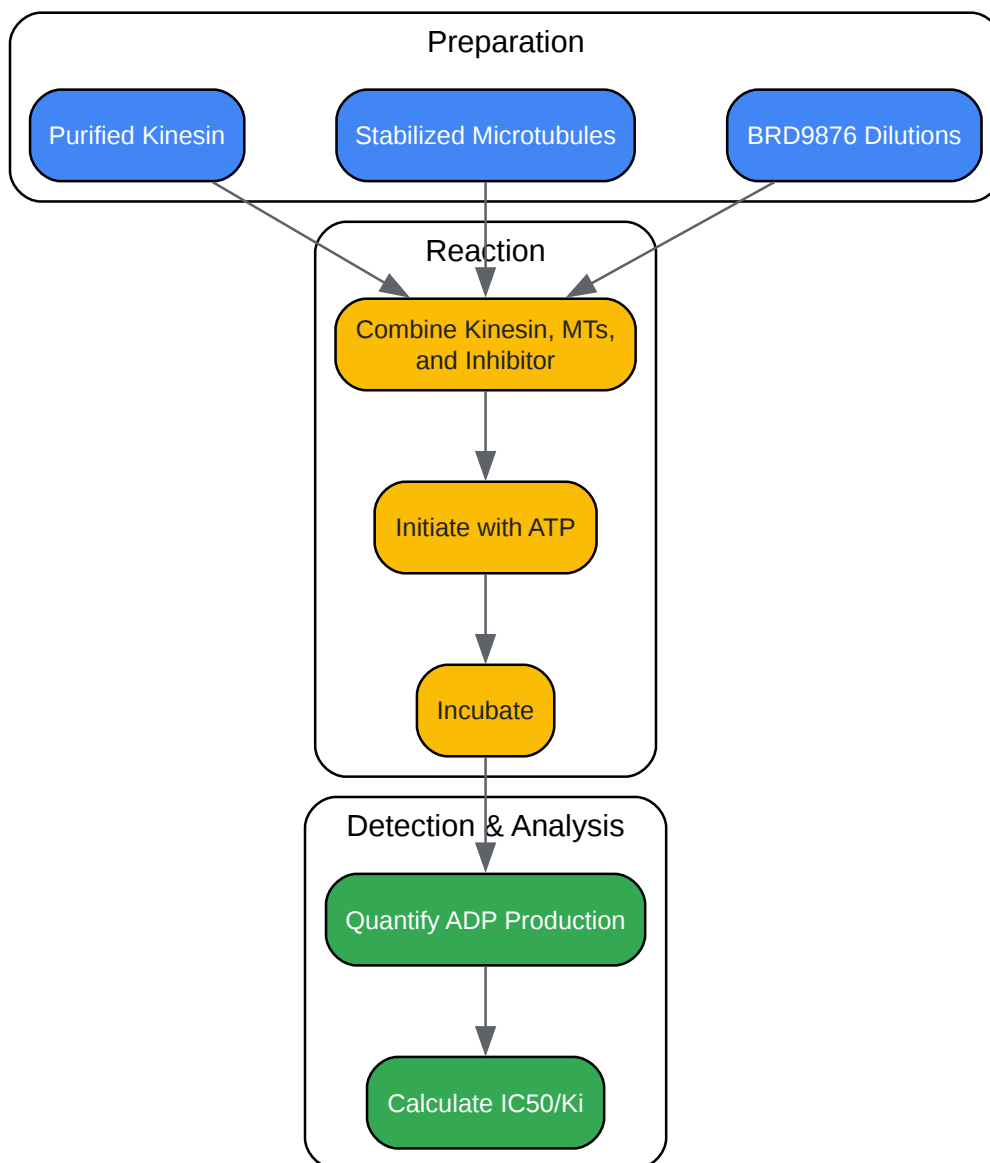 Preparation
Purified Kinesin
Stabilized Microtubules
BRD9876 Dilutions
Reaction
Combine Kinesin, MTs,
and Inhibitor
Initiate with ATP
Incubate
Detection & Analysis
Quantify ADP Production
Calculate IC50/Ki